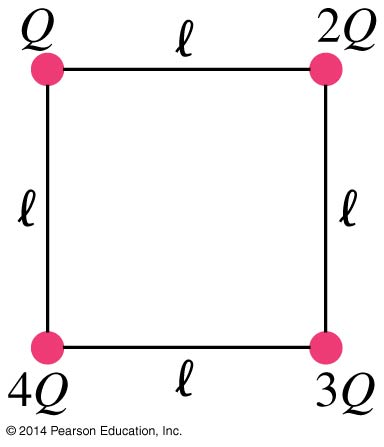 Q ℓ 2Q
ℓ ℓ
4Q ℓ 3Q
© 2014 Pearson Education, Inc.